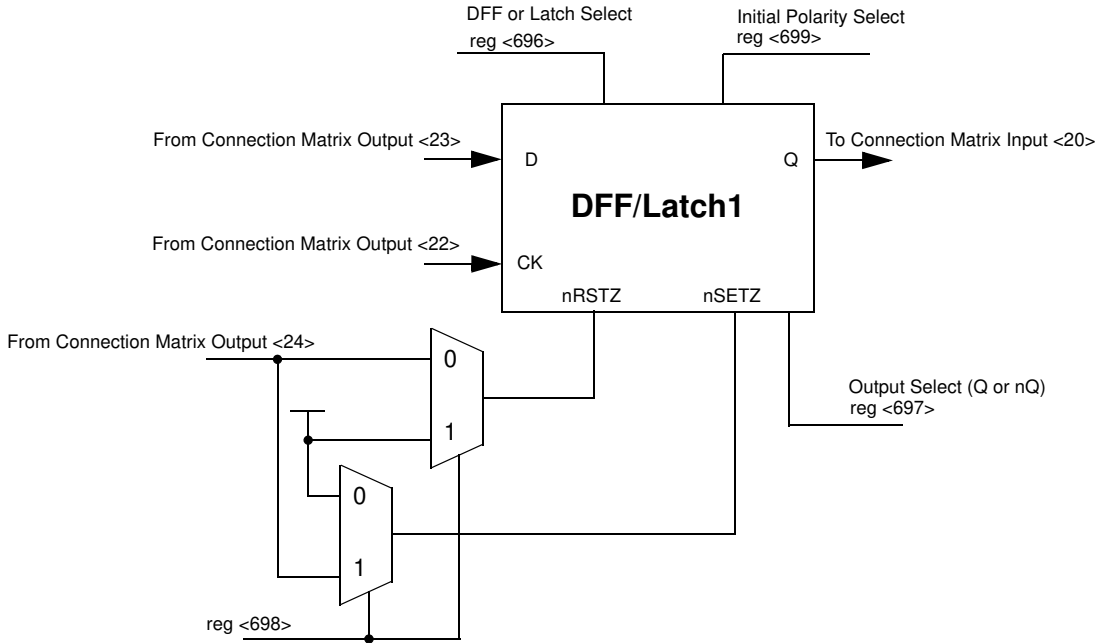 DFF or Latch Select
reg <696>
Initial Polarity Select
reg <699>
From Connection Matrix Output <23>
To Connection Matrix Input <20>
D
Q
DFF/Latch1
From Connection Matrix Output <22>
CK
nRSTZ
nSETZ
From Connection Matrix Output <24>
0
1
Output Select (Q or nQ)
reg <697>
0
1
reg <698>